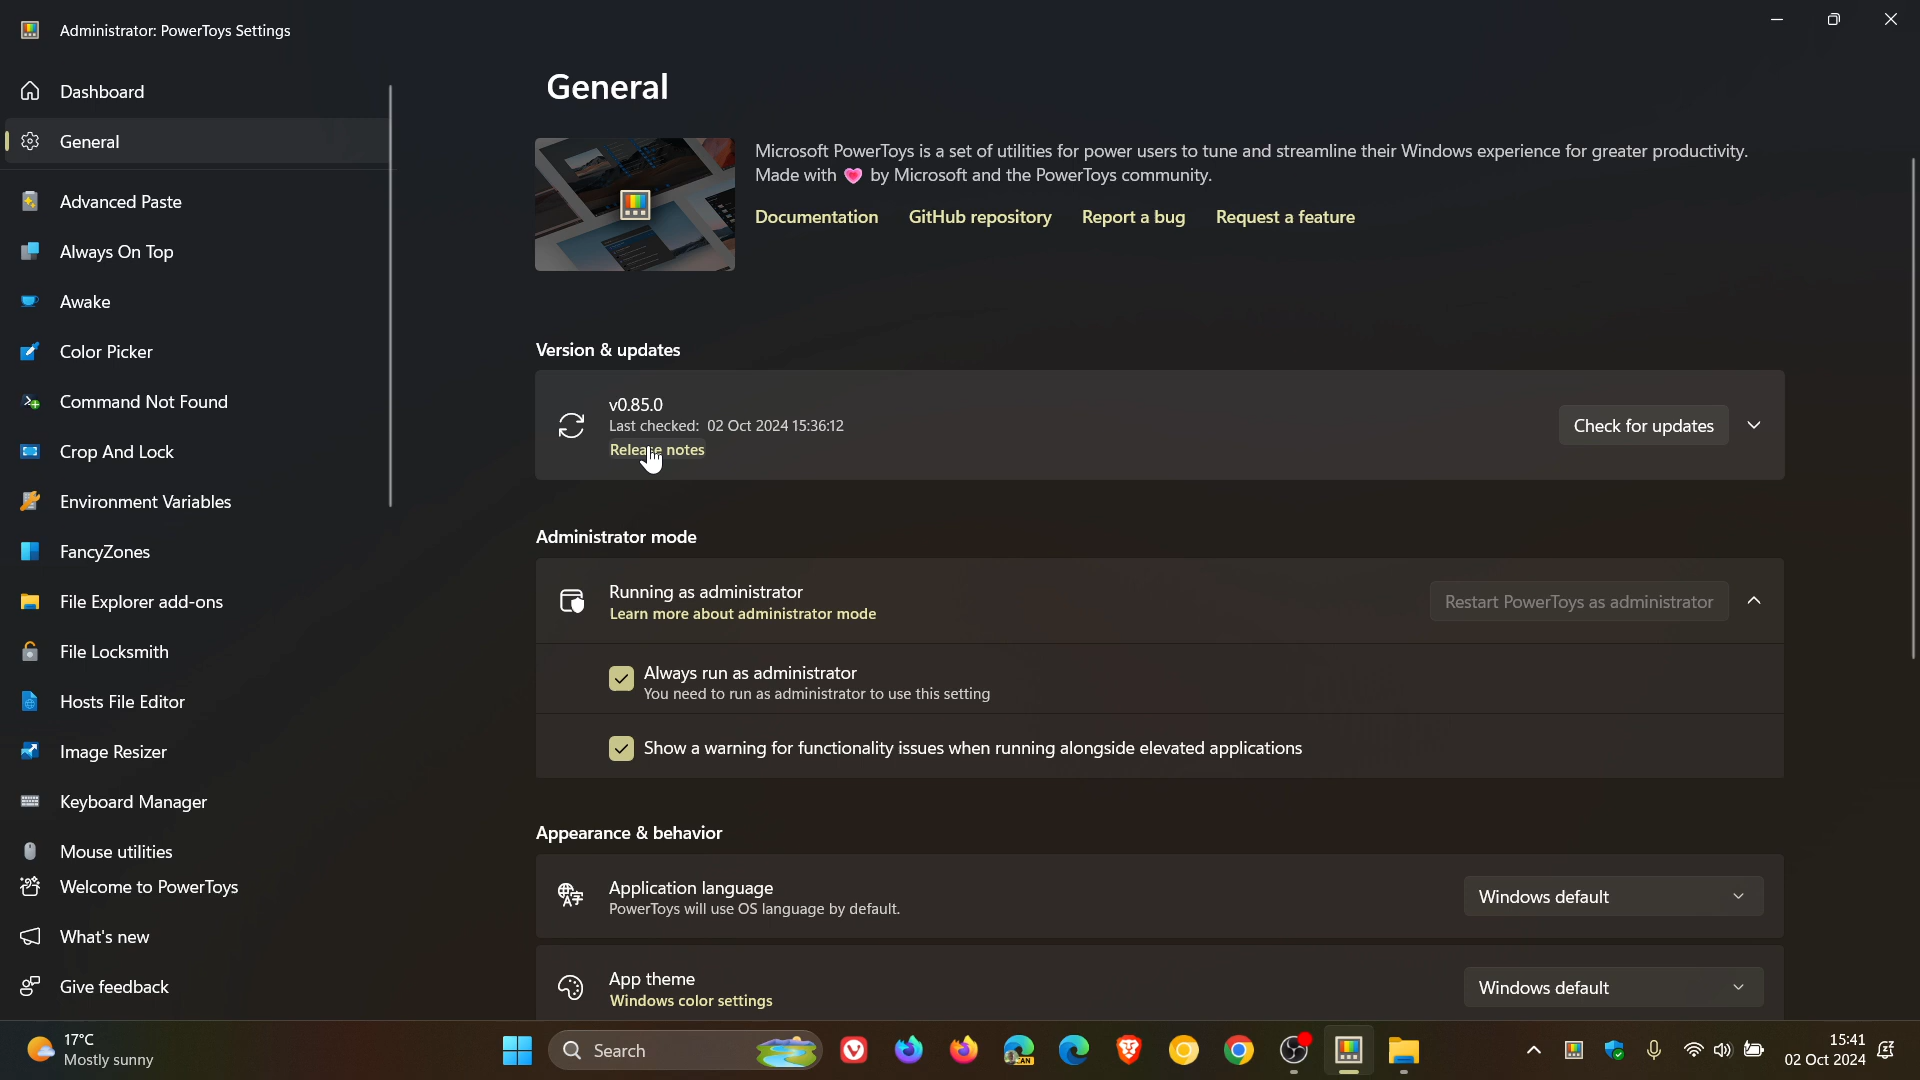 Administrator: PowerToys Settings
Dashboard
General
Advanced Paste
Always On Top
Awake
Color Picker
Command Not Found
Crop And Lock
Environment Variables
FancyZones
File Explorer add-ons
File Locksmith
Hosts File Editor
Image Resizer
Keyboard Manager
Mouse utilities
Welcome to PowerToys
What's new
Give feedback
General
Microsoft PowerToys is a set of utilities for power users to tune and streamline their Windows experience for greater productivity.
Made with 💗 by Microsoft and the PowerToys community.
Documentation GitHub repository Report a bug Request a feature
Version & updates
v0.85.0
Last checked: 02 Oct 2024 15:36:12
Release notes
Check for updates
Administrator mode
Running as administrator
Learn more about administrator mode
Restart PowerToys as administrator
Always run as administrator
You need to run as administrator to use this setting
Show a warning for functionality issues when running alongside elevated applications
Appearance & behavior
Application language
PowerToys will use OS language by default.
Windows default
App theme
Windows color settings
Windows default
17°C
Mostly sunny
Search
CAN
15:41
02 Oct 2024